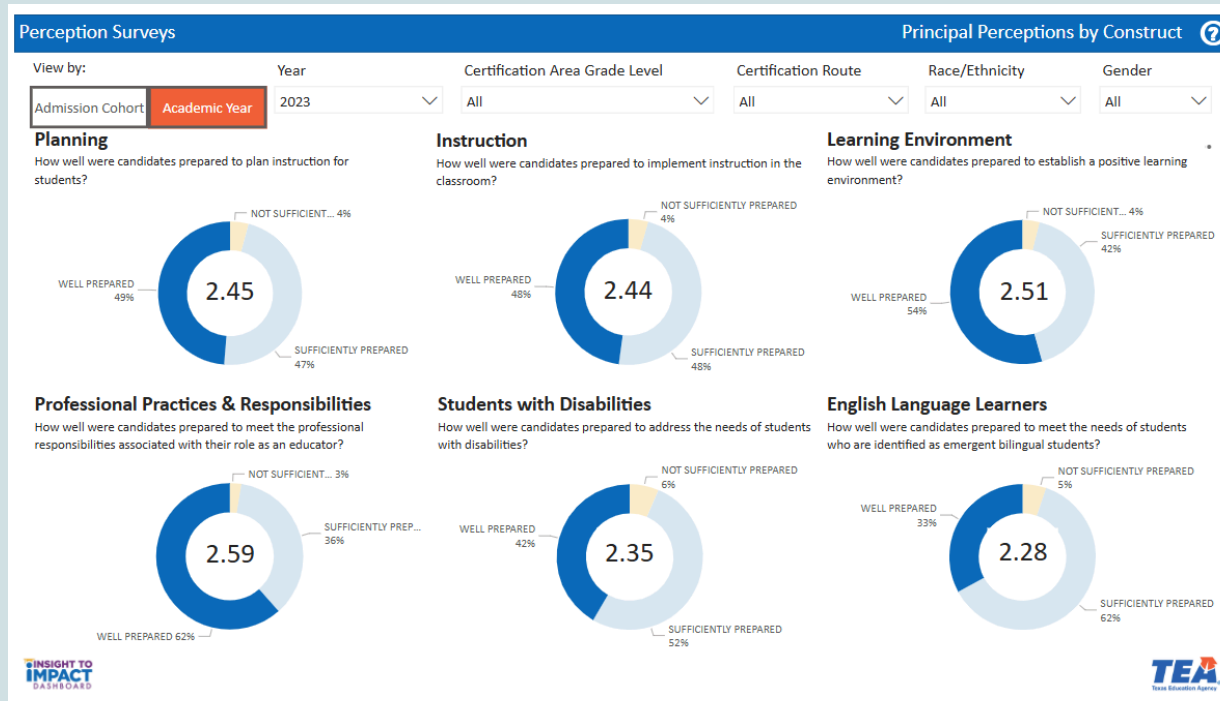 Perception Surveys
Principal Perceptions by Construct
?
View by:
Year
Certification Area Grade Level
Certification Route
Race/Ethnicity
Gender
Admission Cohort
Academic Year
2023
All
All
All
All
Planning
How well were candidates prepared to plan instruction for
students?
NOT SUFFICIENT... 4%
WELL PREPARED
49%
2.45
SUFFICIENTLY PREPARED
47%
Instruction
How well were candidates prepared to implement instruction in the
classroom?
NOT SUFFICIENTLY PREPARED
4%
WELL PREPARED
48%
2.44
SUFFICIENTLY PREPARED
48%
Learning Environment
How well were candidates prepared to establish a positive learning
environment?
NOT SUFFICIENT... 4%
SUFFICIENTLY PREPARED
42%
WELL PREPARED
54%
2.51
Professional Practices & Responsibilities
How well were candidates prepared to meet the professional
responsibilities associated with their role as an educator?
NOT SUFFICIENT... 3%
SUFFICIENTLY PREP...
36%
2.59
WELL PREPARED 62%
Students with Disabilities
How well were candidates prepared to address the needs of students
with disabilities?
NOT SUFFICIENTLY PREPARED
6%
WELL PREPARED
42%
2.35
SUFFICIENTLY PREPARED
52%
English Language Learners
How well were candidates prepared to meet the needs of students
who are identified as emergent bilingual students?
NOT SUFFICIENTLY PREPARED
5%
WELL PREPARED
33%
2.28
SUFFICIENTLY PREPARED
62%
INSIGHT TO
IMPACT
DASHBOARD
TEA
Texas Education Agency